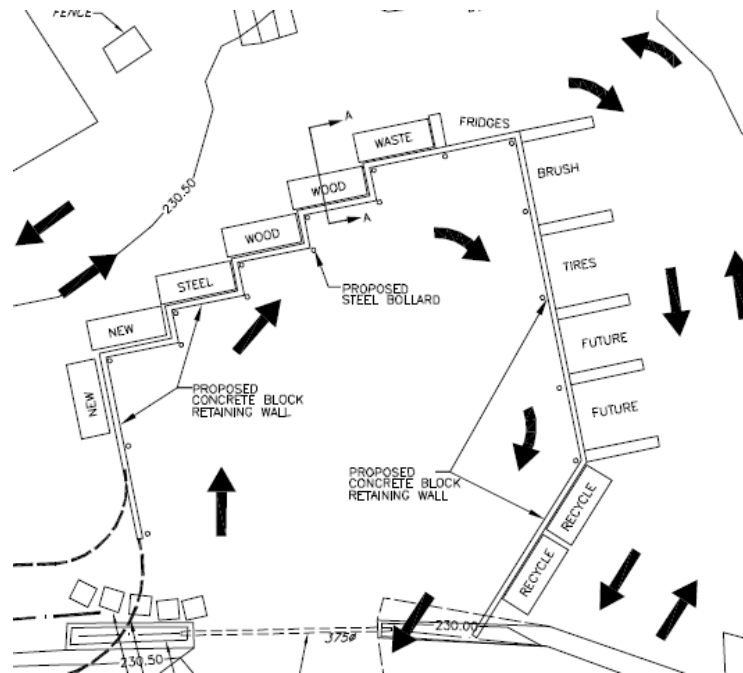 FENCE
A
FRIDGES
WASTE
BRUSH
WOOD
230.50
A
WOOD
TIRES
STEEL
PROPOSED
STEEL BOLLARD
NEW
FUTURE
NEW
PROPOSED
CONCRETE BLOCK
RETAINING WALL
FUTURE
PROPOSED
CONCRETE BLOCK
RETAINING WALL
RECYCLE
RECYCLE
230.00
375ø
230.50